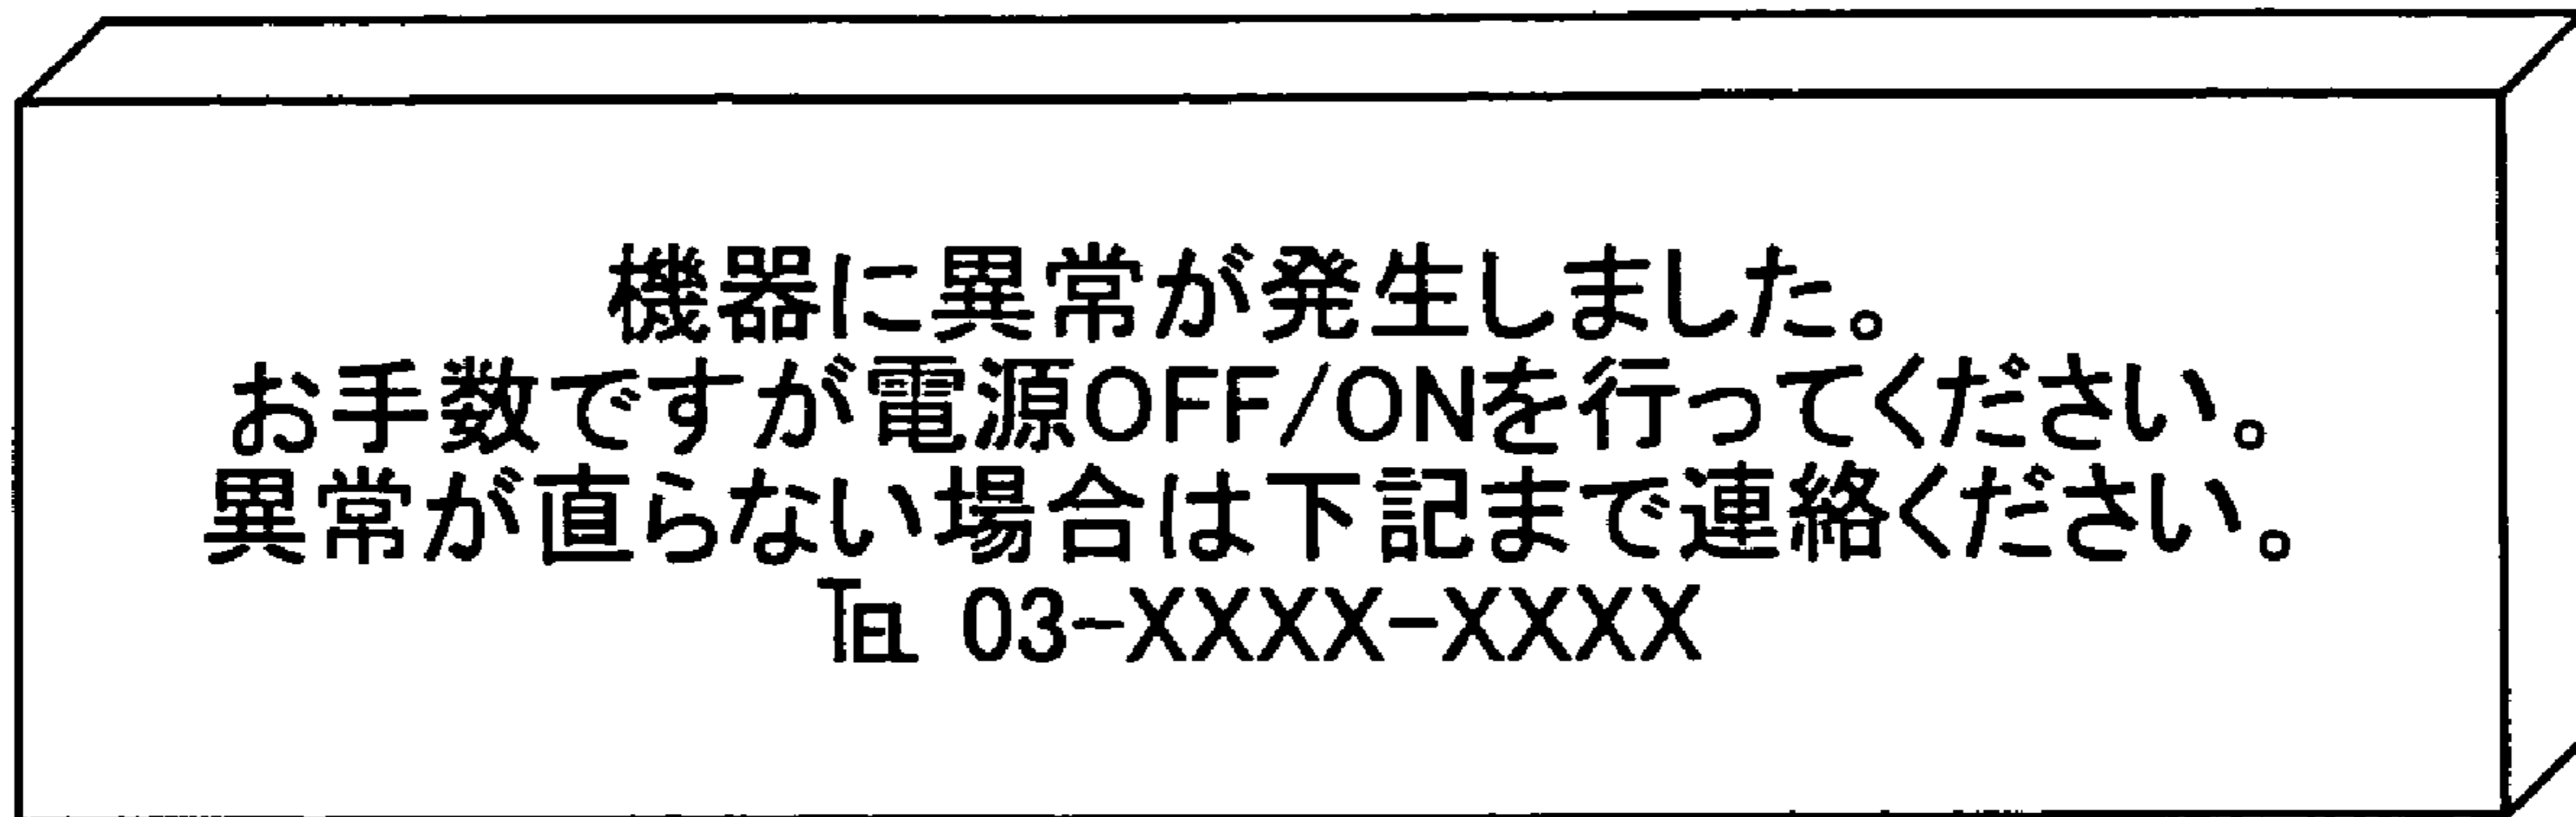 機器に異常が発生しました。
お手数ですが電源OFF/ONを行ってください。
異常が直らない場合は下記まで連絡ください。
℡ 03-XXXX-XXXX